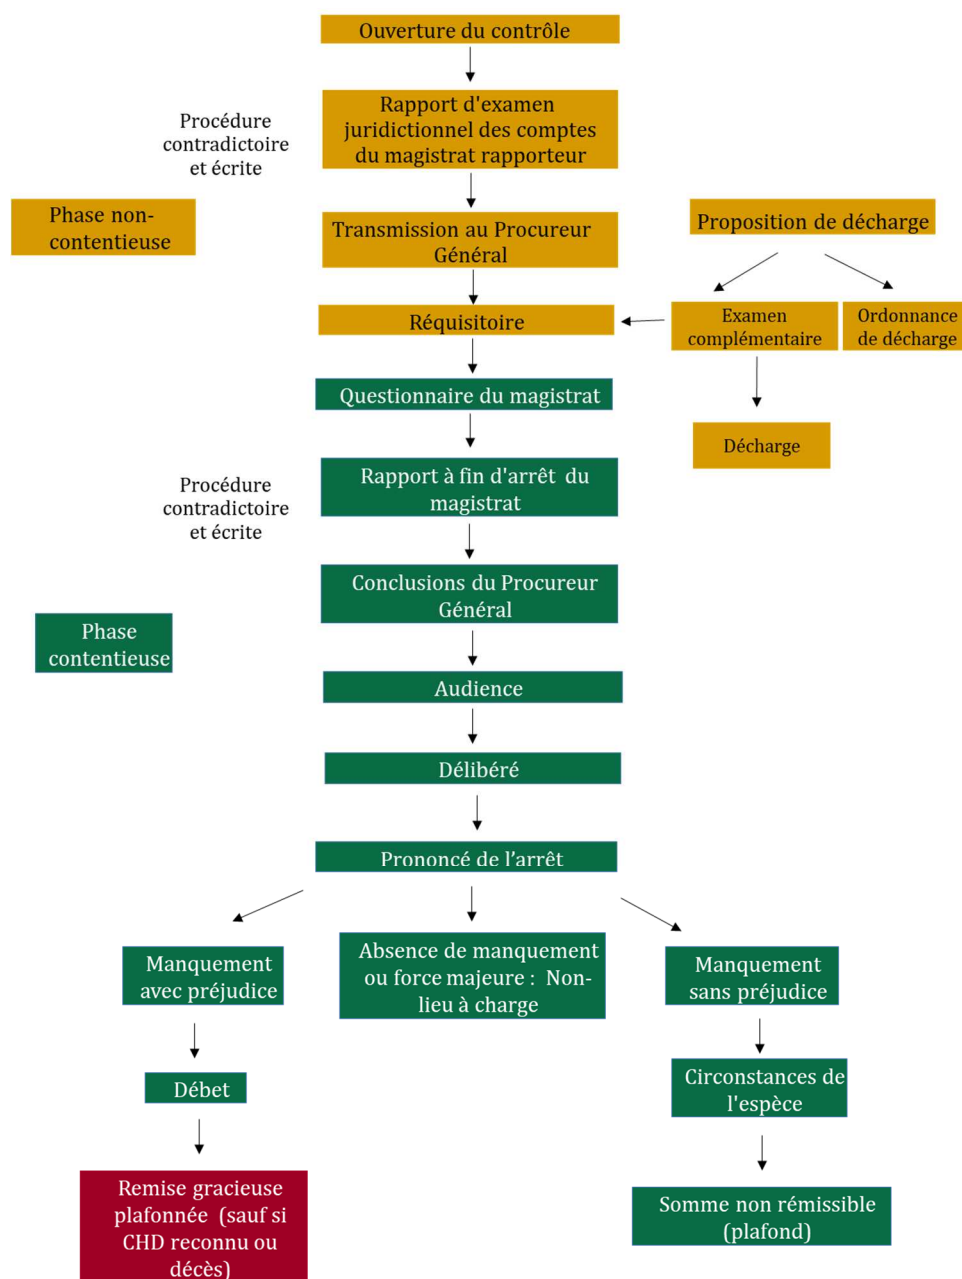 Ouverture du contrôle
Procédure
contradictoire
et écrite
Rapport d'examen
juridictionnel des comptes
du magistrat rapporteur
Phase non-
contentieuse
Transmission au Procureur
Général
Proposition de décharge
Réquisitoire
Examen
complémentaire
Ordonnance
de décharge
Questionnaire du magistrat
Décharge
Procédure
contradictoire
et écrite
Rapport à fin d'arrêt du
magistrat
Conclusions du Procureur
Général
Phase
contentieuse
Audience
Délibéré
Prononcé de l’arrêt
Manquement
avec préjudice
Absence de manquement
ou force majeure : Non-
lieu à charge
Manquement
sans préjudice
Débet
Circonstances de
l'espèce
Remise gracieuse
plafonnée (sauf si
CHD reconnu ou
décès)
Somme non rémissible
(plafond)